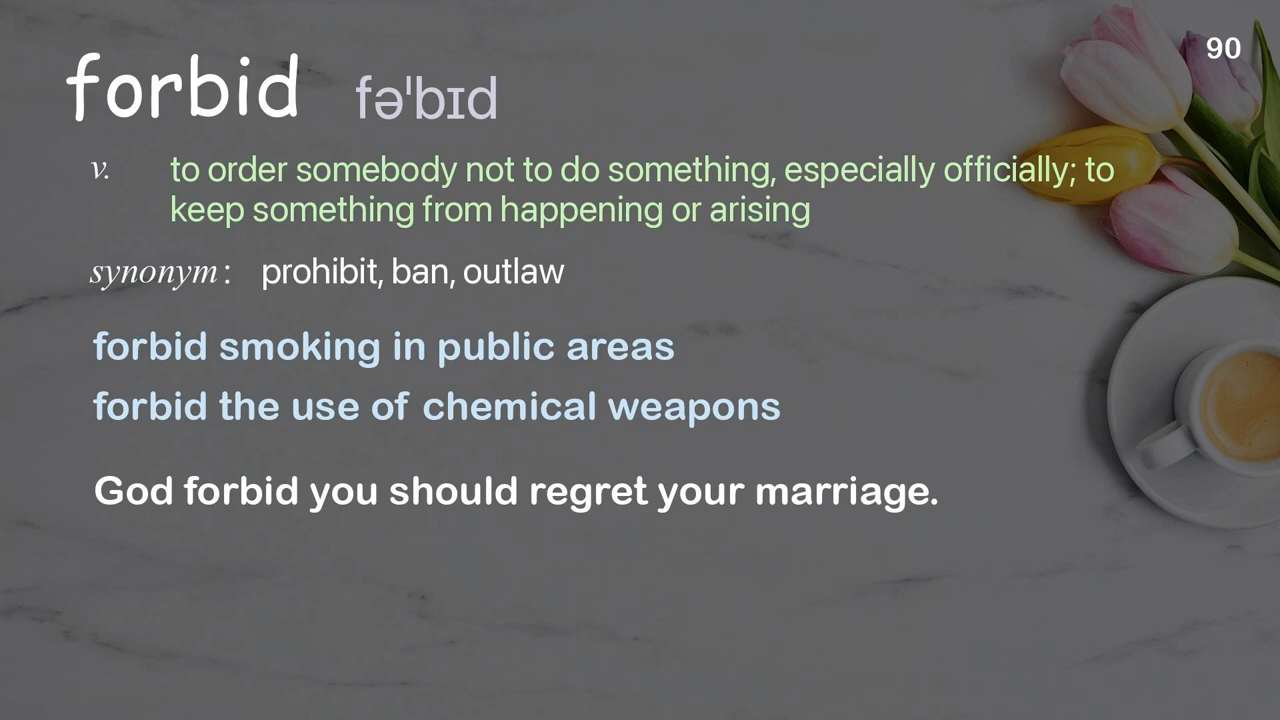 90
forbid fəˈbɪd
v. to order somebody not to do something, especially officially; to
keep something from happening or arising
synonym: prohibit, ban, outlaw
forbid smoking in public areas
forbid the use of chemical weapons
God forbid you should regret your marriage.